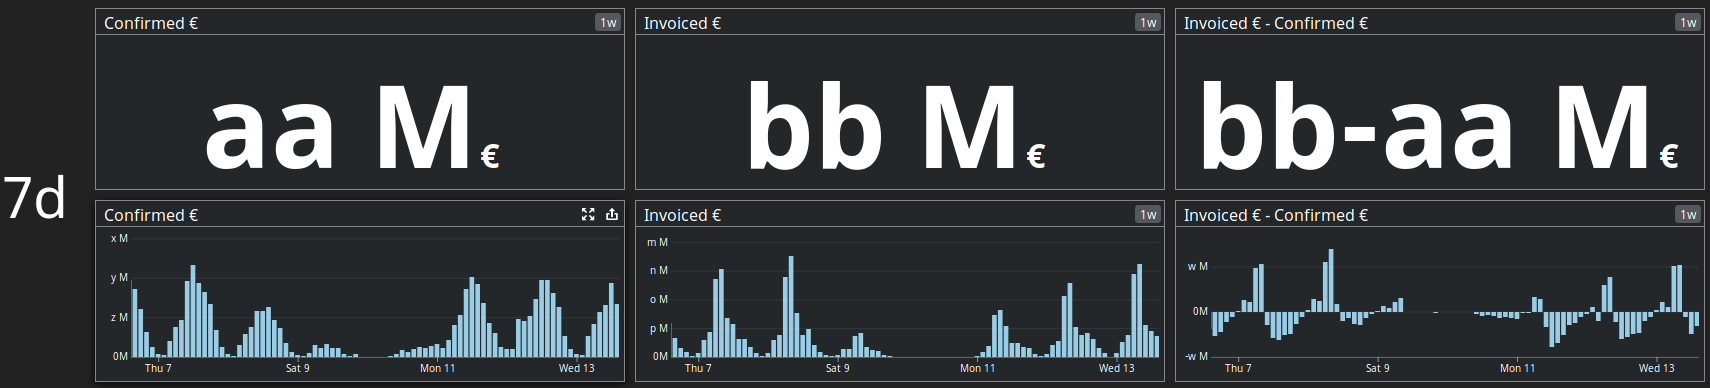 7d
Confirmed € 1w
aa M€
Invoiced € 1w
bb M€
Invoiced € - Confirmed € 1w
bb-aa M€
Confirmed €
x M
y M
z M
0M
Thu 7 Sat 9 Mon 11 Wed 13
Invoiced € 1w
m M
n M
o M
p M
0M
Thu 7 Sat 9 Mon 11 Wed 13
Invoiced € - Confirmed € 1w
w M
0M
-w M
Thu 7 Sat 9 Mon 11 Wed 13